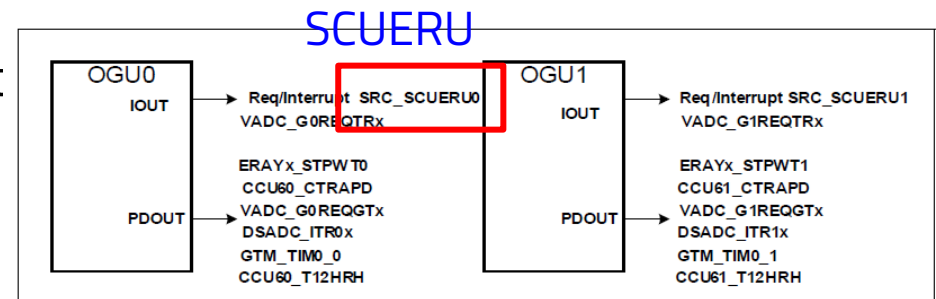 SCUERU
OGU0
IOUT
Req/Interrupt SRC_SCUERU0
VADC_G0REQTRx
ERAYx_STPWT0
CCU60_CTRAPD
PDOUT
VADC_G0REQGTx
DSADC_ITR0x
GTM_TIM0_0
CCU60_T12HRH
OGU1
IOUT
Req/Interrupt SRC_SCUERU1
VADC_G1REQTRx
ERAYx_STPWT1
CCU61_CTRAPD
PDOUT
VADC_G1REQGTx
DSADC_ITR1x
GTM_TIM0_1
CCU61_T12HRH